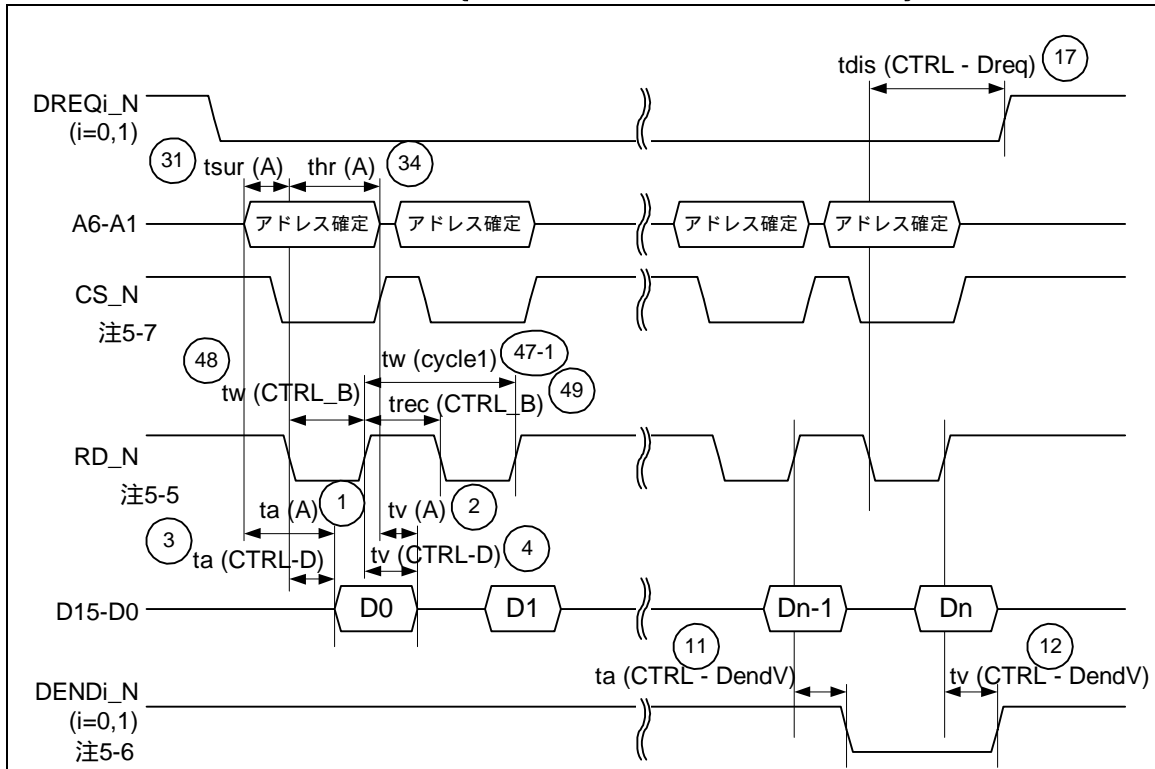 tdis (CTRL - Dreq) 17
DREQi_N
(i=0,1)
31 tsur (A) thr (A) 34
A6-A1 アドレス確定 アドレス確定 アドレス確定 アドレス確定
CS_N
注5-7
48 tw (cycle1) 47-1
tw (CTRL_B) trec (CTRL_B) 49
RD_N
注5-5
ta (A) 1 tv (A) 2
3 ta (CTRL-D) tv (CTRL-D) 4
D15-D0 D0 D1 Dn-1 Dn
11 12
ta (CTRL - DendV) tv (CTRL - DendV)
DENDi_N
(i=0,1)
注5-6